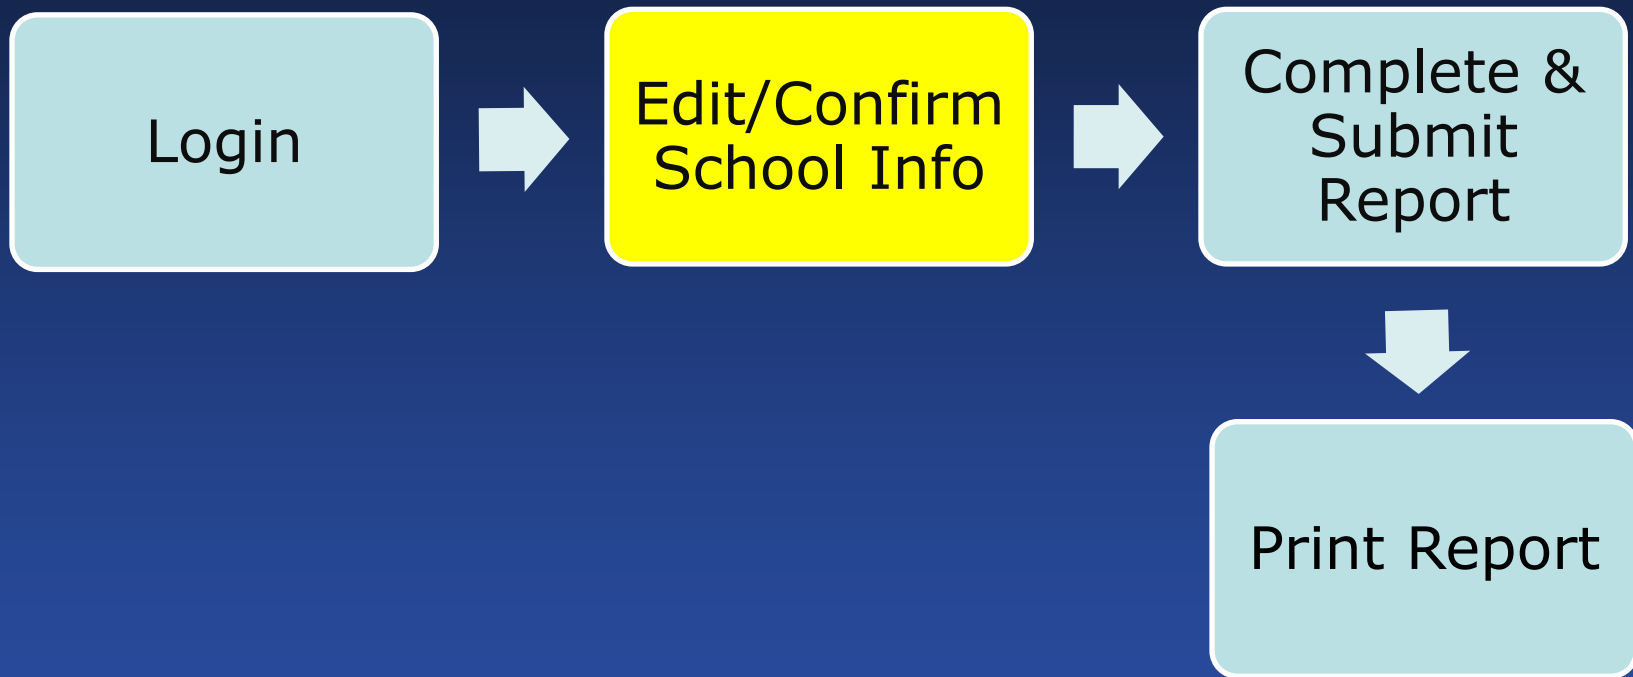 Login
Edit/Confirm
School Info
Complete &
Submit
Report
Print Report